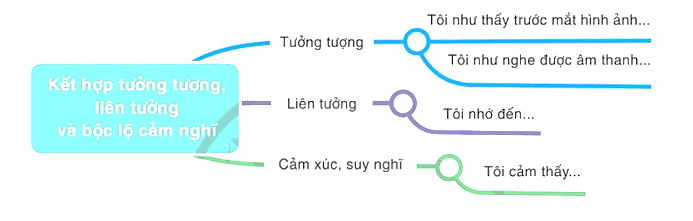 Tôi như thấy trước mắt hình ảnh...
Tưởng tượng
Tôi như nghe được âm thanh...
Kết hợp tưởng tượng,
liên tưởng
và bộc lộ cảm nghĩ
Liên tưởng
Tôi nhớ đến...
Cảm xúc, suy nghĩ
Tôi cảm thấy...